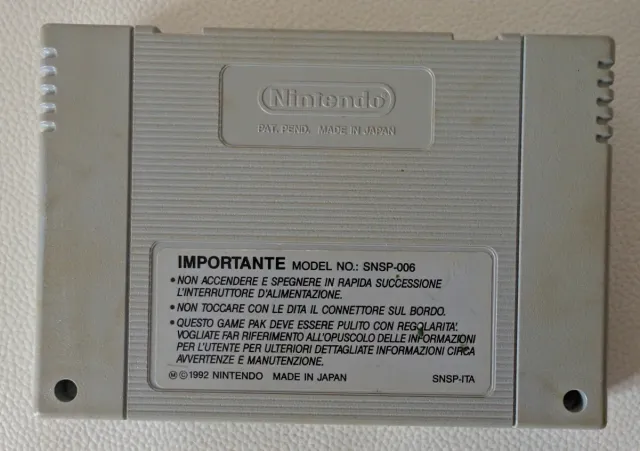 Nintendo
PAT. PEND. MADE IN JAPAN
IMPORTANTE MODEL NO.: SNSP-006
• NON ACCENDERE E SPEGNERE IN RAPIDA SUCCESSIONE
L'INTERRUTTORE D'ALIMENTAZIONE.
• NON TOCCARE CON LE DITA IL CONNETTORE SUL BORDO.
• QUESTO GAME PAK DEVE ESSERE PULITO CON REGOLARITA'.
VOGLIATE FAR RIFERIMENTO ALL'OPUSCOLO DELLE INFORMAZIONI
PER L'UTENTE PER ULTERIORI DETTAGLIATE INFORMAZIONI CIRCA
AVVERTENZE E MANUTENZIONE.
Ⓜ © 1992 NINTENDO MADE IN JAPAN SNSP-ITA